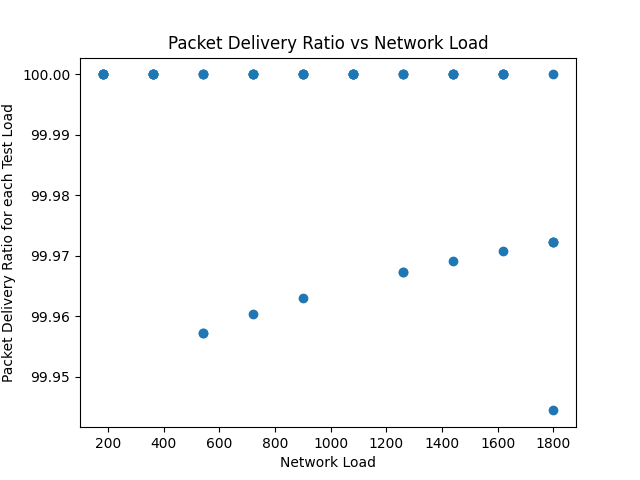 Packet Delivery Ratio vs Network Load
Packet Delivery Ratio for each Test Load
100.00
99.99
99.98
99.97
99.96
99.95
200 400 600 800 1000 1200 1400 1600 1800
Network Load